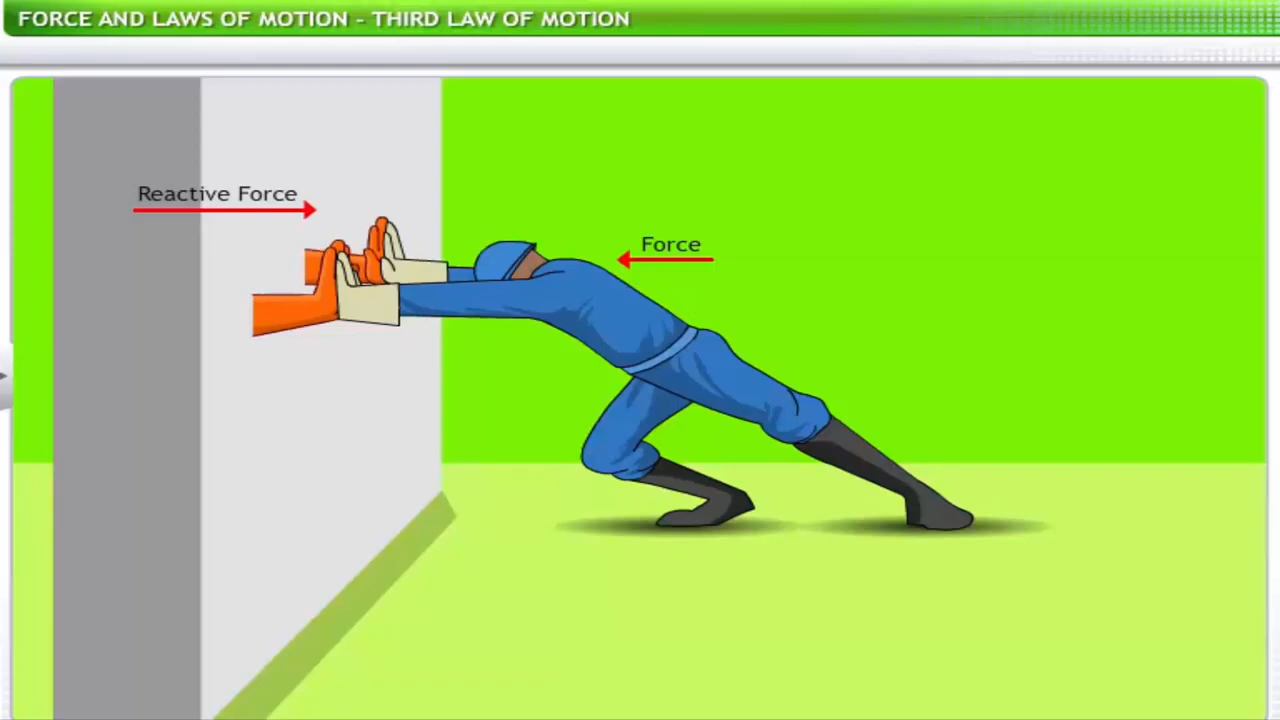 FORCE AND LAWS OF MOTION - THIRD LAW OF MOTION
Reactive Force
Force